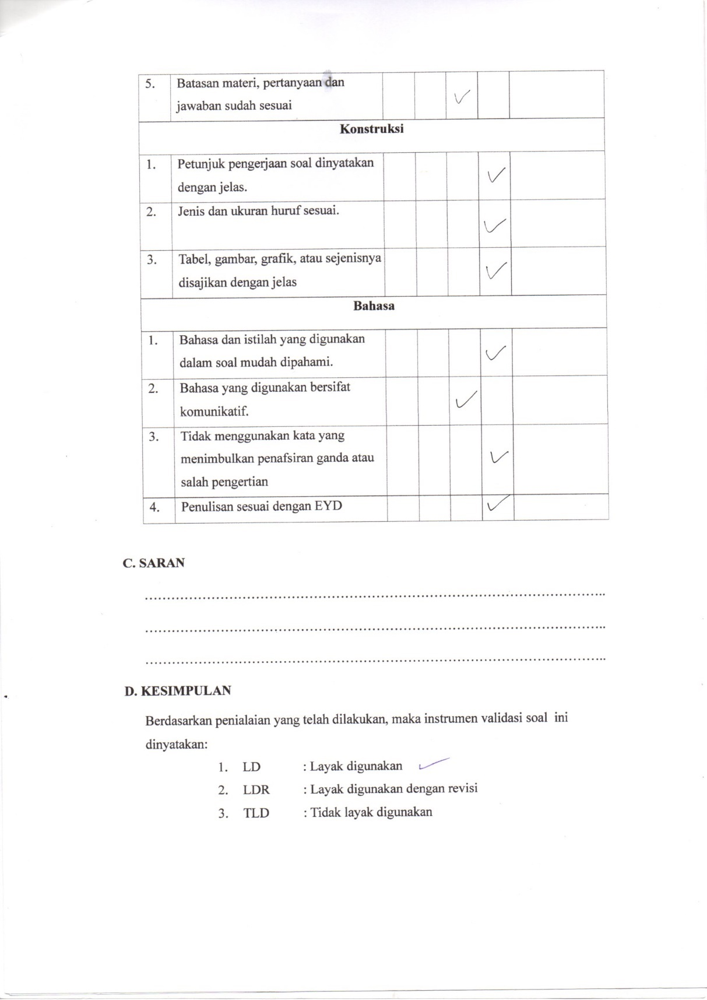 5. Batasan materi, pertanyaan dan
jawaban sudah sesuai ✓
Konstruksi
1. Petunjuk pengerjaan soal dinyatakan
dengan jelas. ✓
2. Jenis dan ukuran huruf sesuai. ✓
3. Tabel, gambar, grafik, atau sejenisnya
disajikan dengan jelas ✓
Bahasa
1. Bahasa dan istilah yang digunakan
dalam soal mudah dipahami. ✓
2. Bahasa yang digunakan bersifat
komunikatif. ✓
3. Tidak menggunakan kata yang
menimbulkan penafsiran ganda atau
salah pengertian ✓
4. Penulisan sesuai dengan EYD ✓
C. SARAN
D. KESIMPULAN
Berdasarkan penialaian yang telah dilakukan, maka instrumen validasi soal ini
dinyatakan:
1. LD : Layak digunakan ✓
2. LDR : Layak digunakan dengan revisi
3. TLD : Tidak layak digunakan